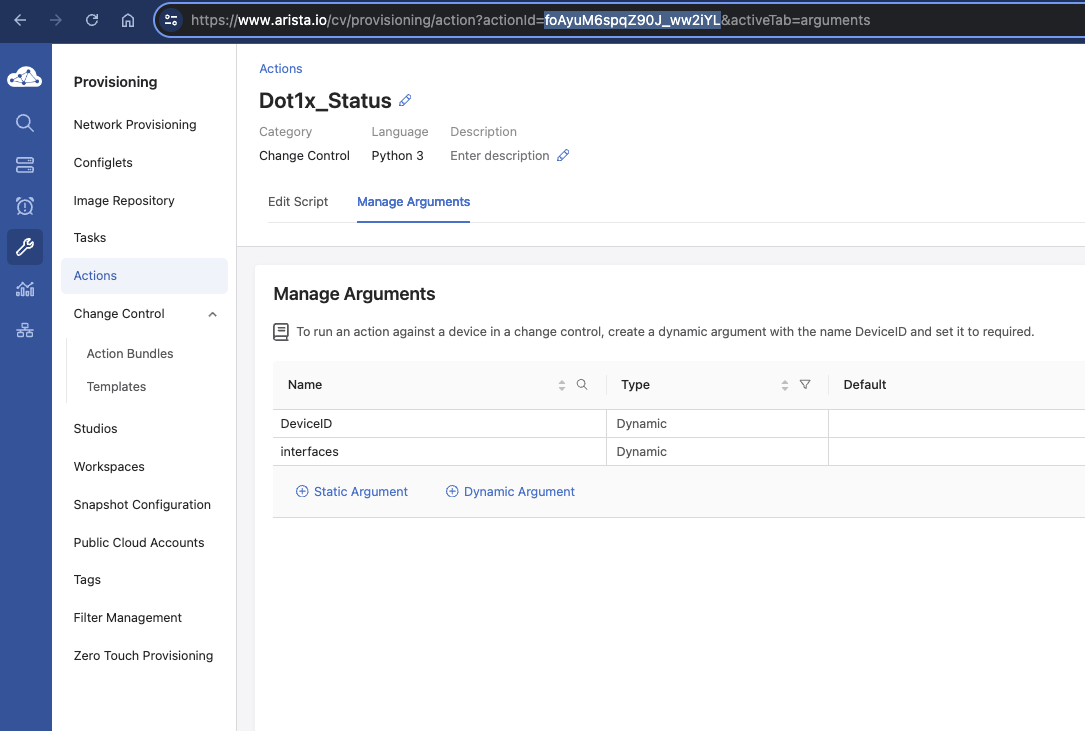 https://www.arista.io/cv/provisioning/action?actionId=foAyuM6spqZ90J_ww2iYL&activeTab=arguments
Provisioning
Network Provisioning
Configlets
Image Repository
Tasks
Actions
Change Control
Action Bundles
Templates
Studios
Workspaces
Snapshot Configuration
Public Cloud Accounts
Tags
Filter Management
Zero Touch Provisioning
Actions
Dot1x_Status
Category Language Description
Change Control Python 3 Enter description
Edit Script Manage Arguments
Manage Arguments
To run an action against a device in a change control, create a dynamic argument with the name DeviceID and set it to required.
Name Type Default
DeviceID Dynamic
interfaces Dynamic
Static Argument Dynamic Argument